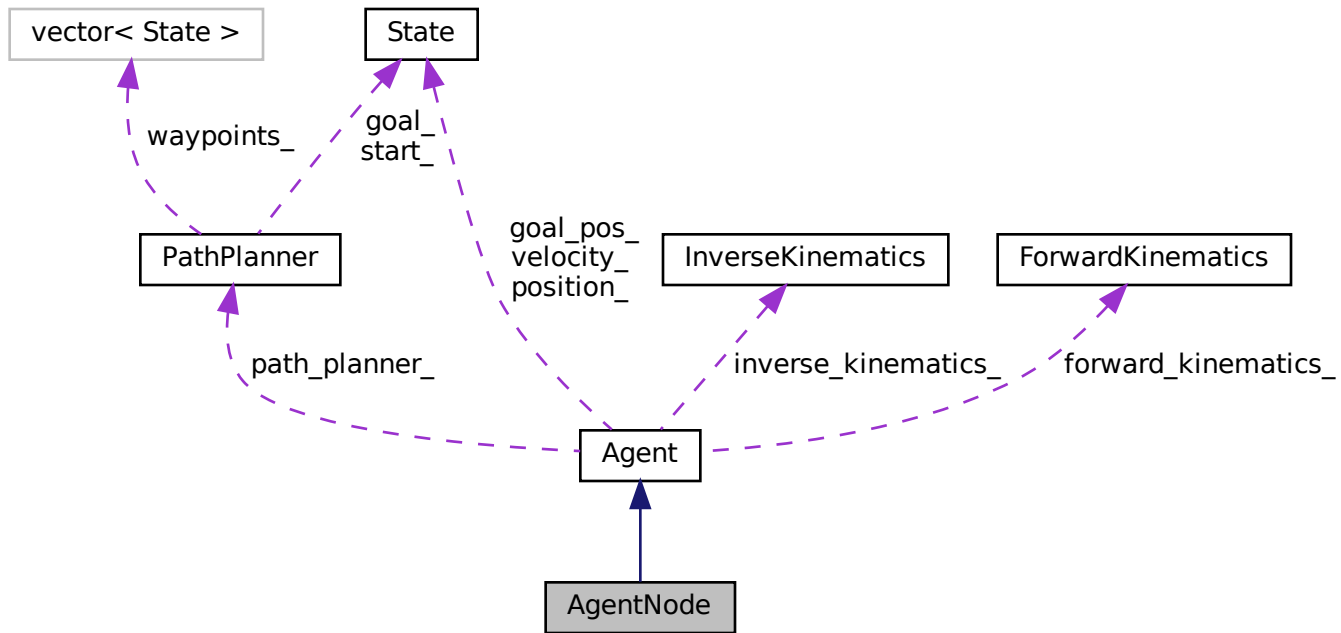 vector< State >
State
waypoints_
goal_
start_
PathPlanner
goal_pos_
velocity_
position_
InverseKinematics
ForwardKinematics
path_planner_
inverse_kinematics_
forward_kinematics_
Agent
AgentNode